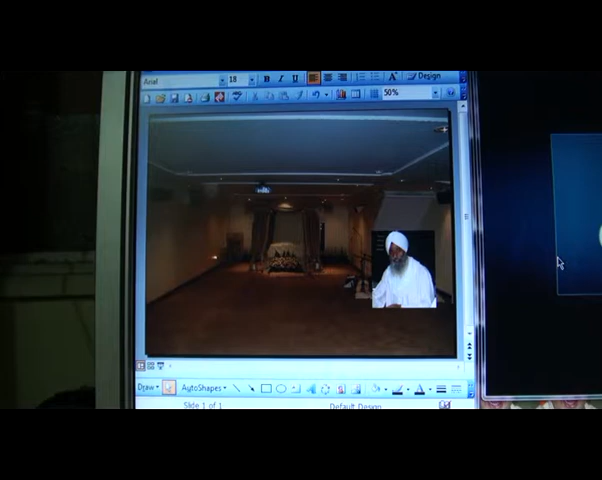 Arial 18 B I U A Design
50%
Draw AutoShapes A
Slide 1 of 1 Default Design